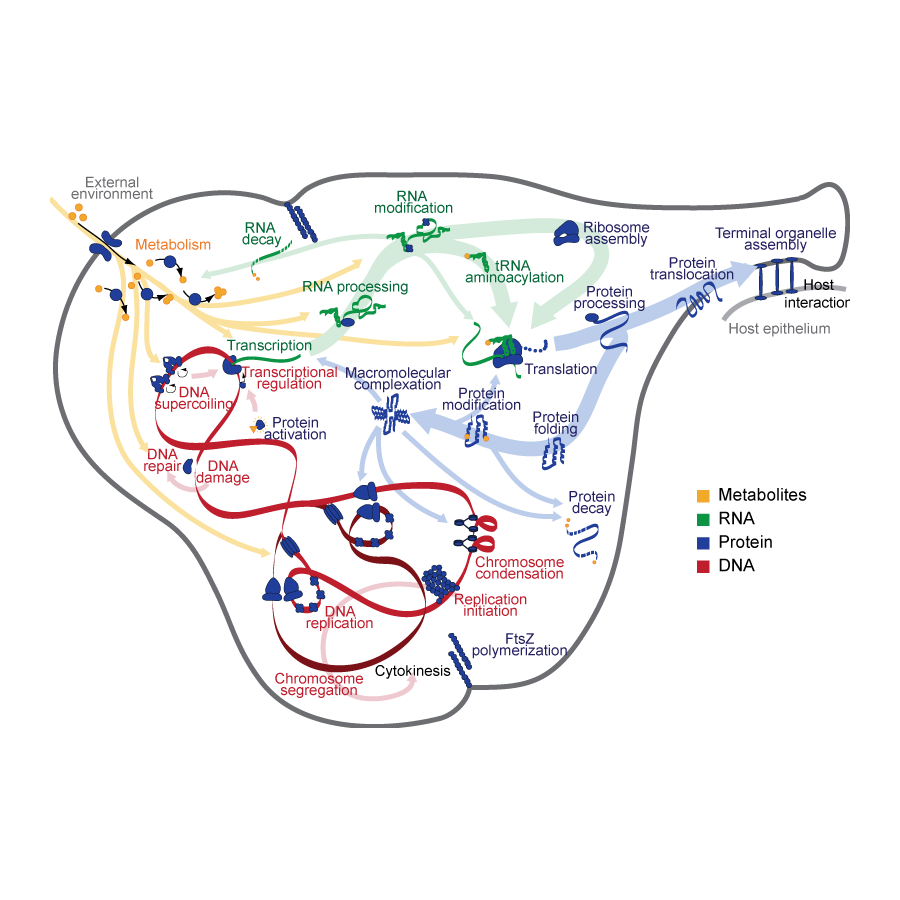 External
environment
Metabolism
RNA
decay
RNA
modification
Ribosome
assembly
tRNA
aminoacylation
RNA processing
Terminal organelle
assembly
Protein
translocation
Host
interaction
Host epithelium
Protein
processing
Transcription
Transcriptional
regulation
DNA
supercoiling
Macromolecular
complexation
Translation
Protein
modification
Protein
folding
Protein
activation
DNA
repair
DNA
damage
Protein
decay
Metabolites
RNA
Protein
DNA
Chromosome
condensation
Replication
initiation
DNA
replication
FtsZ
polymerization
Cytokinesis
Chromosome
segregation